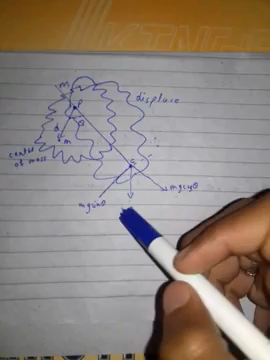 m
displace
P
θ
d
centre
of mass
m
G
mg sinθ
mg cosθ